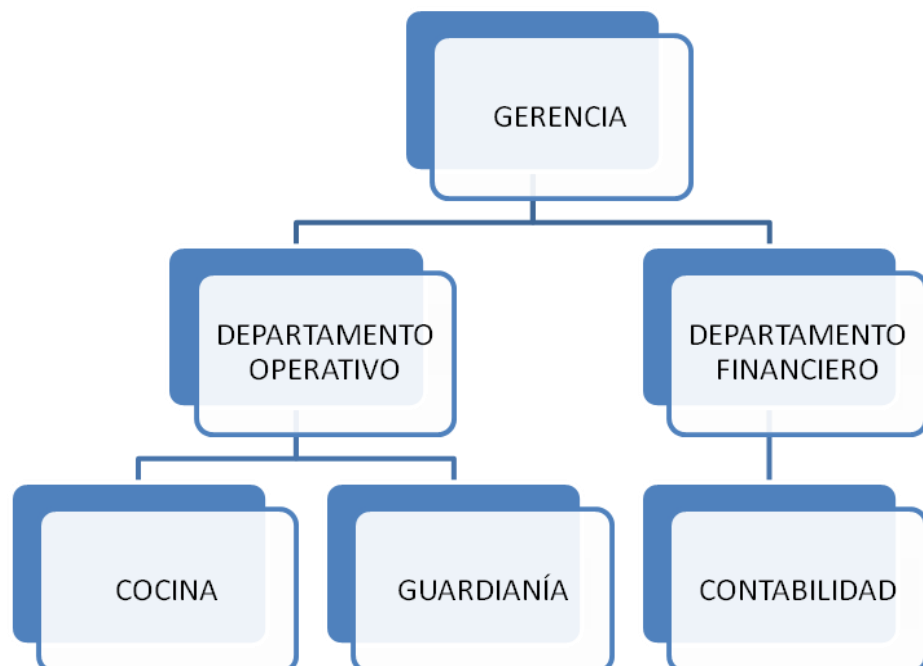 GERENCIA
DEPARTAMENTO
OPERATIVO
DEPARTAMENTO
FINANCIERO
COCINA
GUARDIANÍA
CONTABILIDAD